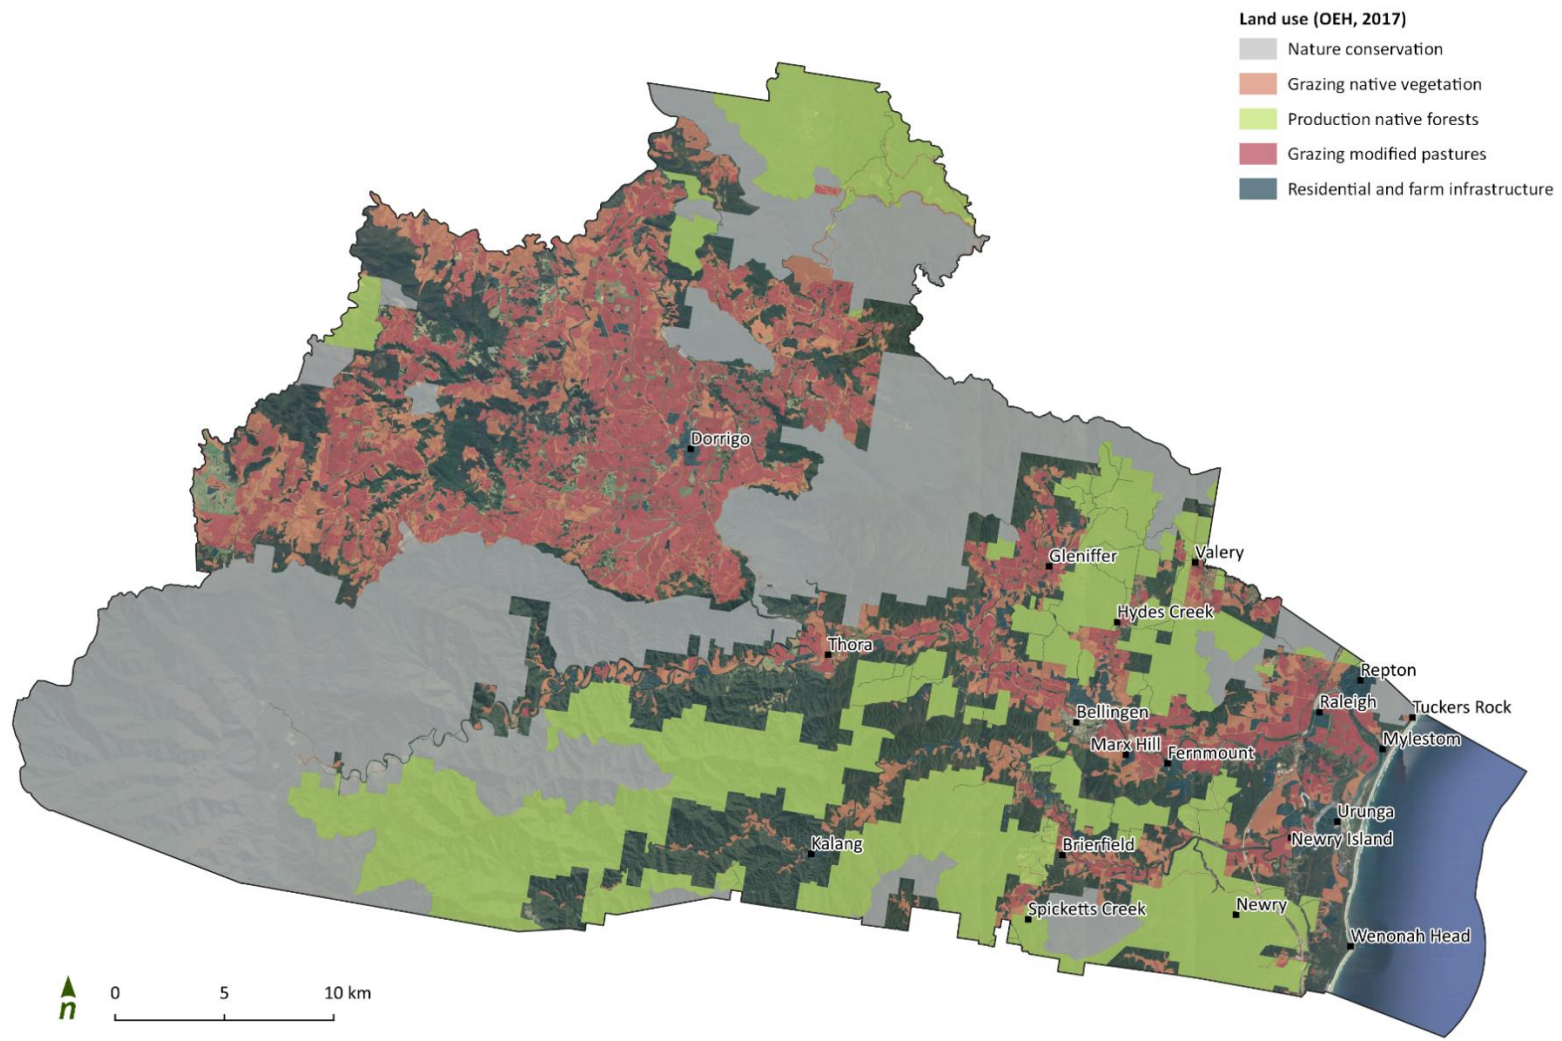 Land use (OEH, 2017)
Nature conservation
Grazing native vegetation
Production native forests
Grazing modified pastures
Residential and farm infrastructure
Dorrigo
Gleniffer
Valery
Hydes Creek
Thora
Repton
Raleigh
Tuckers Rock
Bellingen
Mylestom
Marx Hill
Fernmount
Urunga
Newry Island
Kalang
Brierfield
Spicketts Creek
Newry
Wenonah Head
n
0 5 10 km